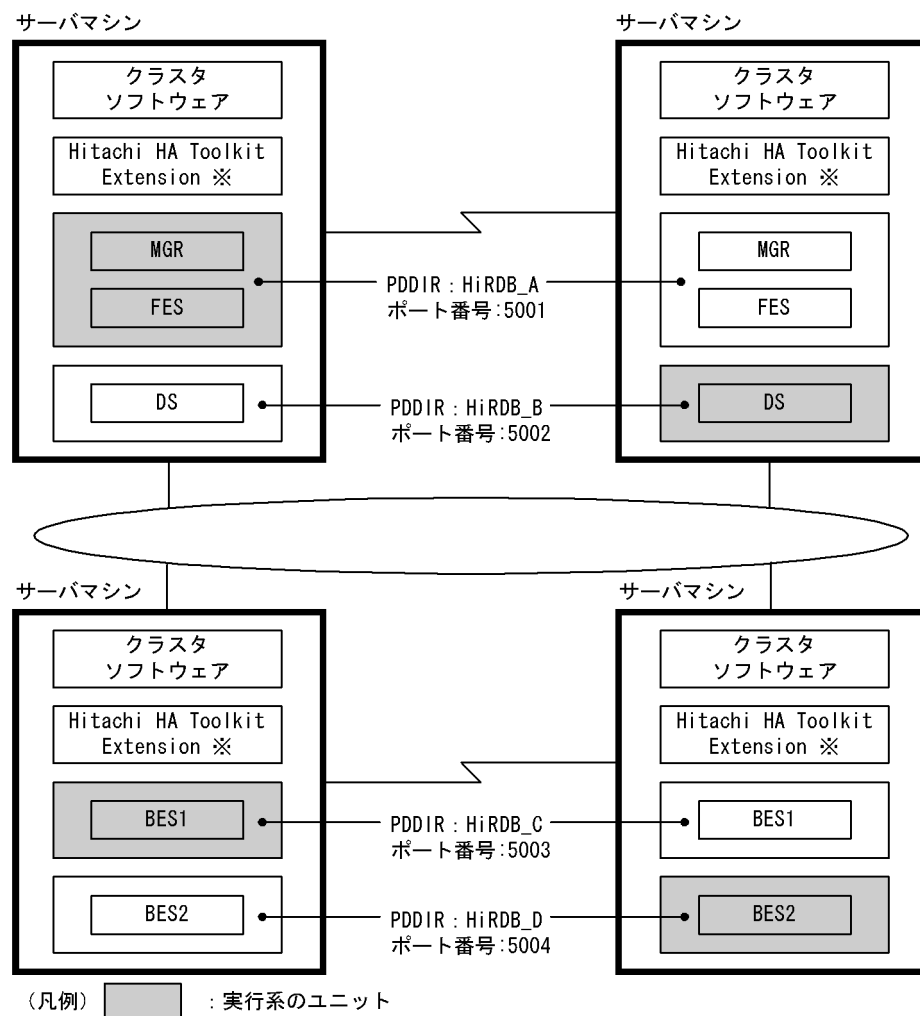 サーバマシン
サーバマシン
クラスタ
ソフトウェア
クラスタ
ソフトウェア
Hitachi HA Toolkit
Extension ※
Hitachi HA Toolkit
Extension ※
MGR
FES
PDDIR：HiRDB_A
ポート番号:5001
MGR
FES
DS
PDDIR：HiRDB_B
ポート番号:5002
DS
サーバマシン
サーバマシン
クラスタ
ソフトウェア
クラスタ
ソフトウェア
Hitachi HA Toolkit
Extension ※
Hitachi HA Toolkit
Extension ※
BES1
PDDIR：HiRDB_C
ポート番号:5003
BES1
BES2
PDDIR：HiRDB_D
ポート番号:5004
BES2
（凡例） ：実行系のユニット